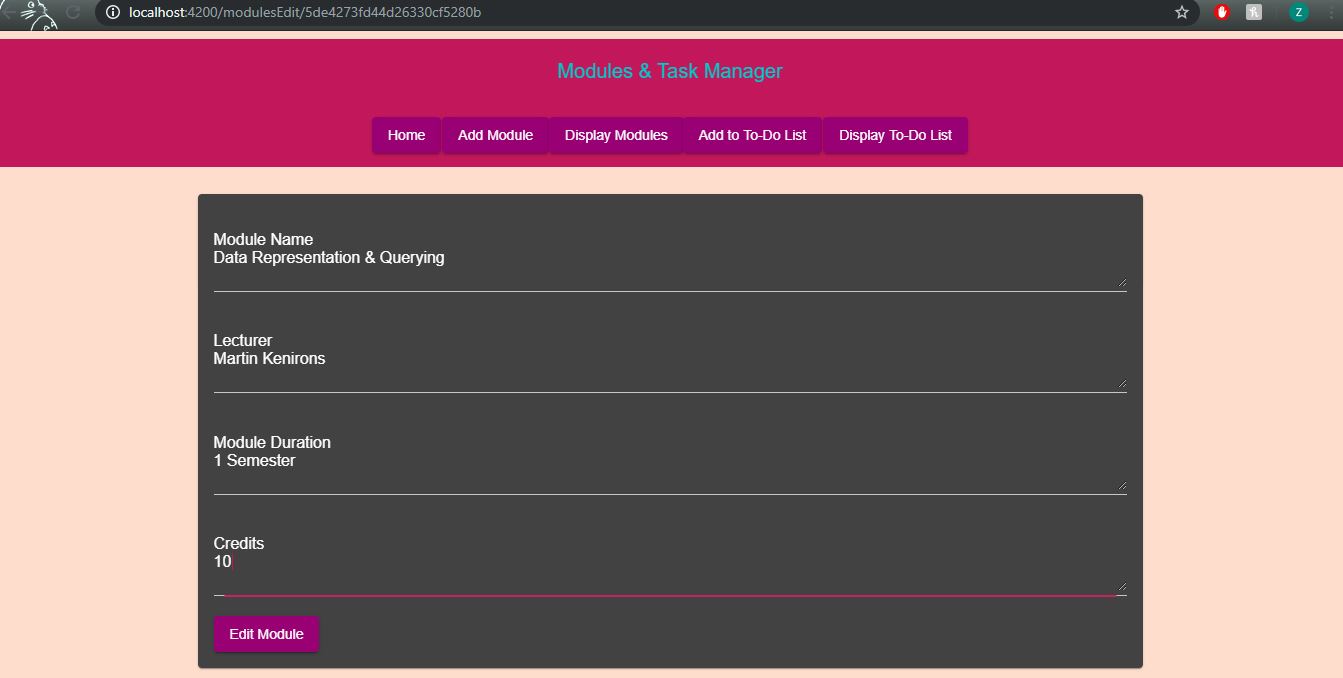 localhost:4200/modulesEdit/5de4273fd44d26330cf5280b
Z
Modules & Task Manager
Home Add Module Display Modules Add to To-Do List Display To-Do List
Module Name
Data Representation & Querying
Lecturer
Martin Kenirons
Module Duration
1 Semester
Credits
10
Edit Module